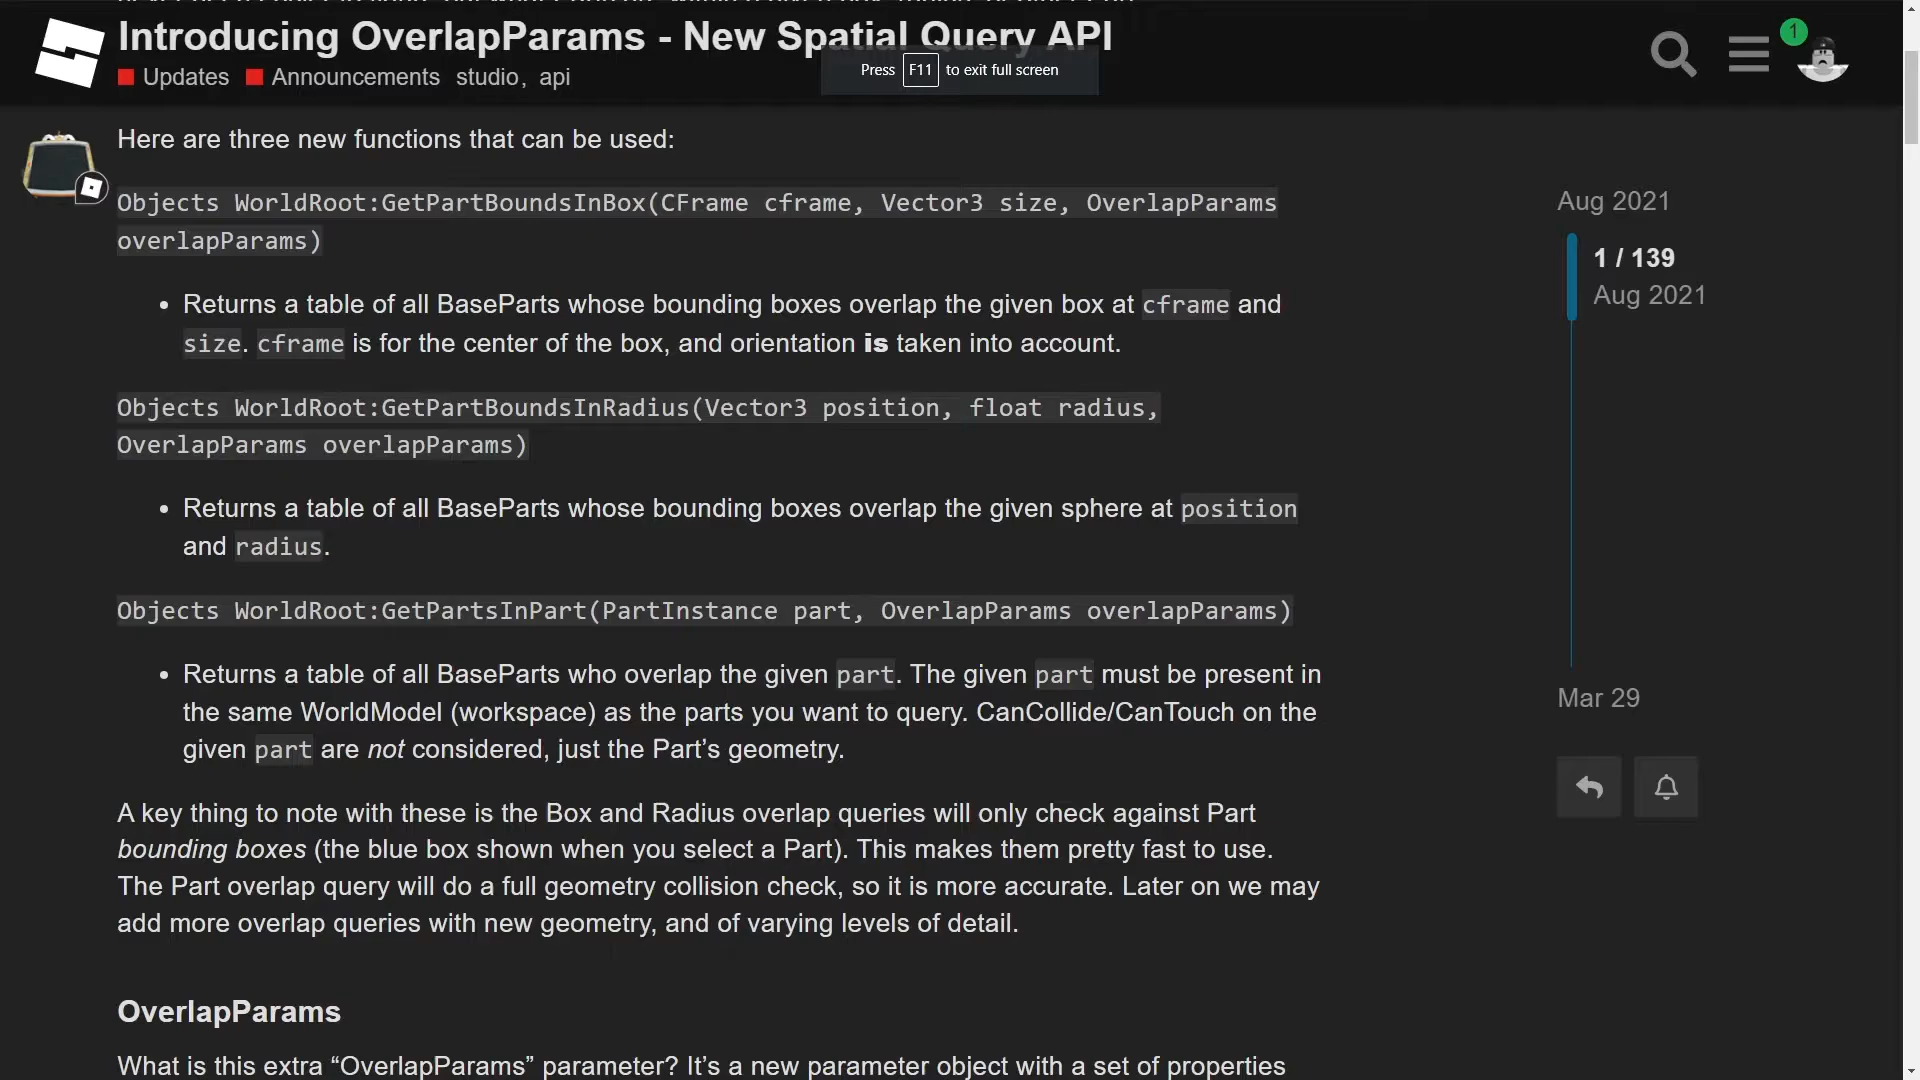 Introducing OverlapParams - New Spatial Query API
Updates Announcements studio, api
Press F11 to exit full screen
1
Here are three new functions that can be used:
Objects WorldRoot:GetPartBoundsInBox(CFrame cframe, Vector3 size, OverlapParams
overlapParams)
• Returns a table of all BaseParts whose bounding boxes overlap the given box at cframe and
size. cframe is for the center of the box, and orientation is taken into account.
Objects WorldRoot:GetPartBoundsInRadius(Vector3 position, float radius,
OverlapParams overlapParams)
• Returns a table of all BaseParts whose bounding boxes overlap the given sphere at position
and radius.
Objects WorldRoot:GetPartsInPart(PartInstance part, OverlapParams overlapParams)
• Returns a table of all BaseParts who overlap the given part. The given part must be present in
the same WorldModel (workspace) as the parts you want to query. CanCollide/CanTouch on the
given part are not considered, just the Part’s geometry.
A key thing to note with these is the Box and Radius overlap queries will only check against Part
bounding boxes (the blue box shown when you select a Part). This makes them pretty fast to use.
The Part overlap query will do a full geometry collision check, so it is more accurate. Later on we may
add more overlap queries with new geometry, and of varying levels of detail.
OverlapParams
What is this extra “OverlapParams” parameter? It’s a new parameter object with a set of properties
Aug 2021
1 / 139
Aug 2021
Mar 29